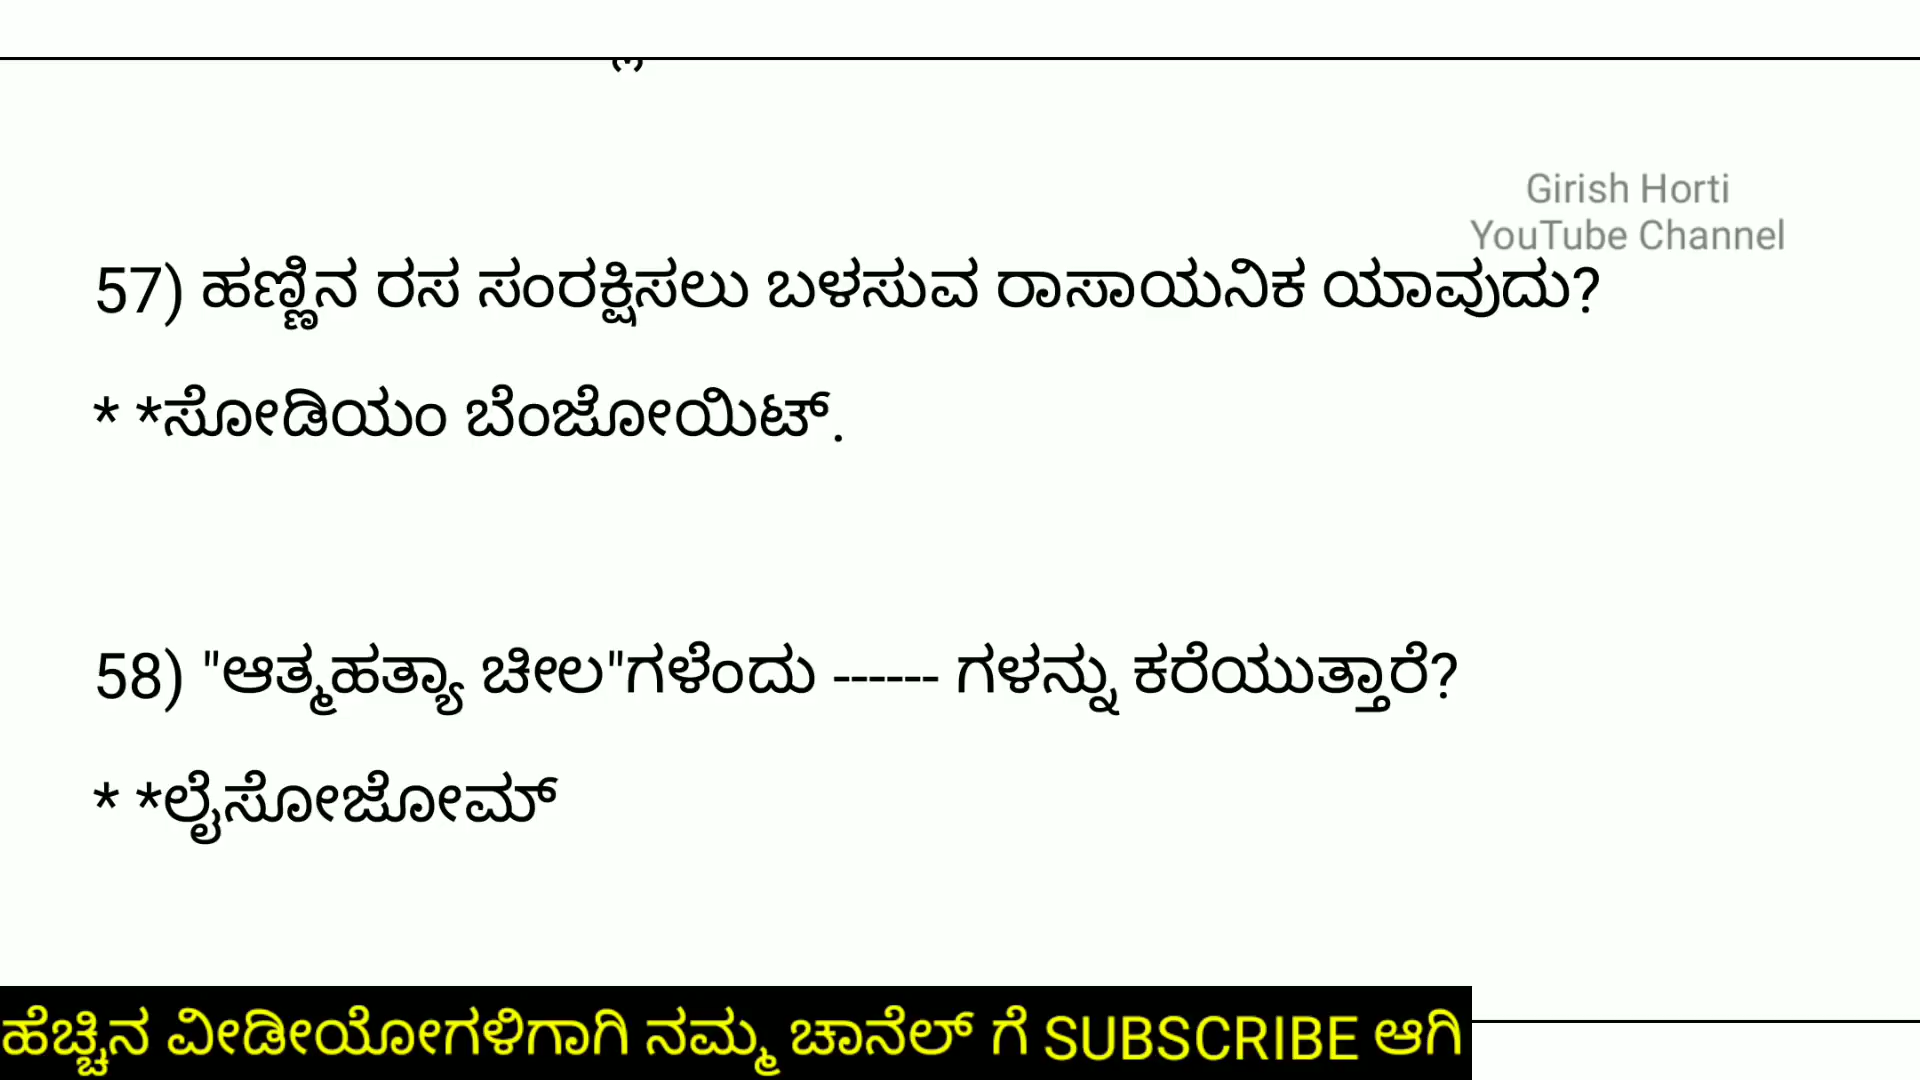 Girish Horti
YouTube Channel
57) ಹಣ್ಣಿನ ರಸ ಸಂರಕ್ಷಿಸಲು ಬಳಸುವ ರಾಸಾಯನಿಕ ಯಾವುದು?
* *ಸೋಡಿಯಂ ಬೆಂಜೋಯಿಟ್.
58) "ಆತ್ಮಹತ್ಯಾ ಚೀಲ"ಗಳೆಂದು ------ ಗಳನ್ನು ಕರೆಯುತ್ತಾರೆ?
* *ಲೈಸೋಜೋಮ್
ಹೆಚ್ಚಿನ ವೀಡೀಯೋಗಳಿಗಾಗಿ ನಮ್ಮ ಚಾನೆಲ್ ಗೆ SUBSCRIBE ಆಗಿ